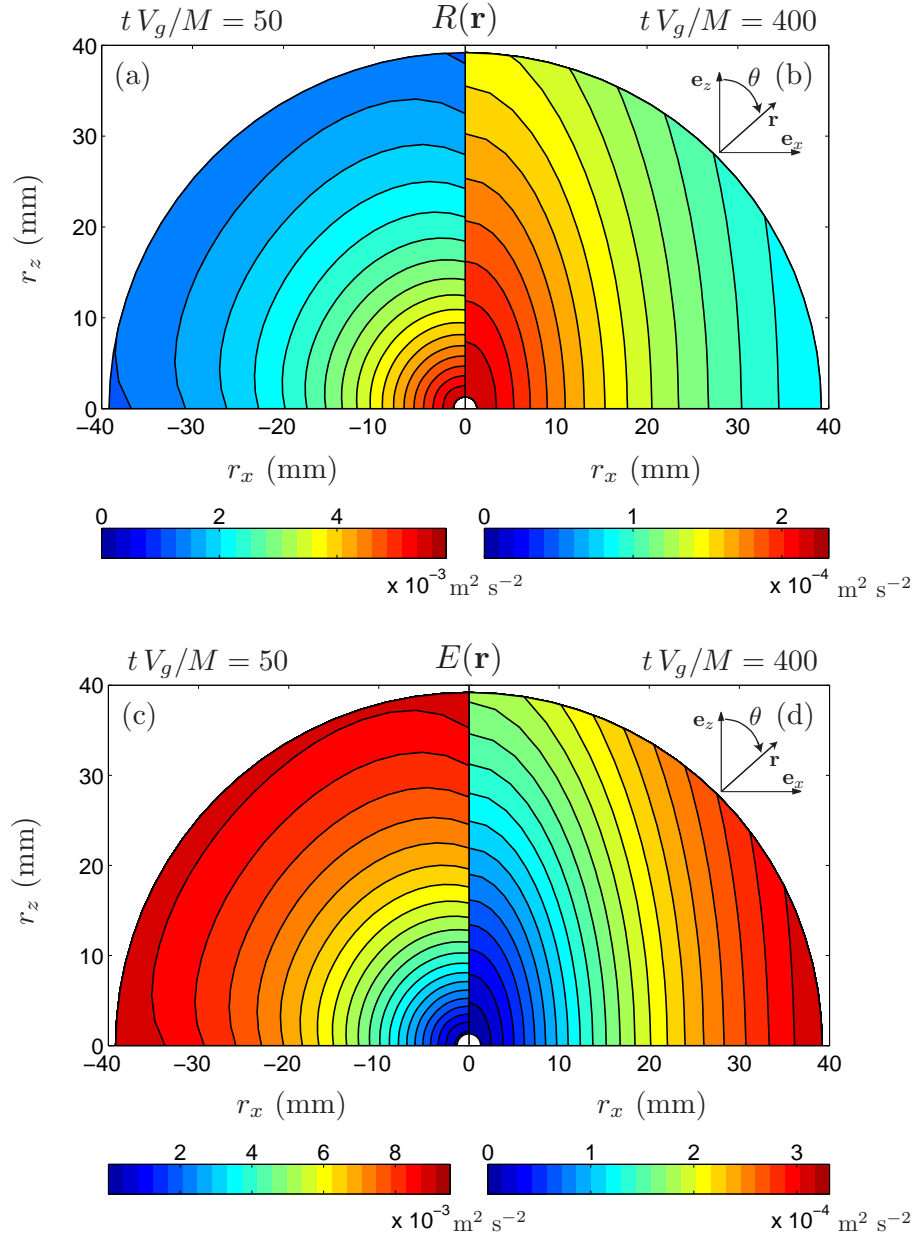 t V_g/M = 50 R(r) t V_g/M = 400
(a) (b)
e_z θ r e_x
40
30
20
10
0
r_z (mm)
−40 −30 −20 −10 0 10 20 30 40
r_x (mm) r_x (mm)
0 2 4 0 1 2
x 10⁻³ m² s⁻² x 10⁻⁴ m² s⁻²
t V_g/M = 50 E(r) t V_g/M = 400
(c) (d)
e_z θ r e_x
40
30
20
10
0
r_z (mm)
−40 −30 −20 −10 0 10 20 30 40
r_x (mm) r_x (mm)
2 4 6 8 0 1 2 3
x 10⁻³ m² s⁻² x 10⁻⁴ m² s⁻²